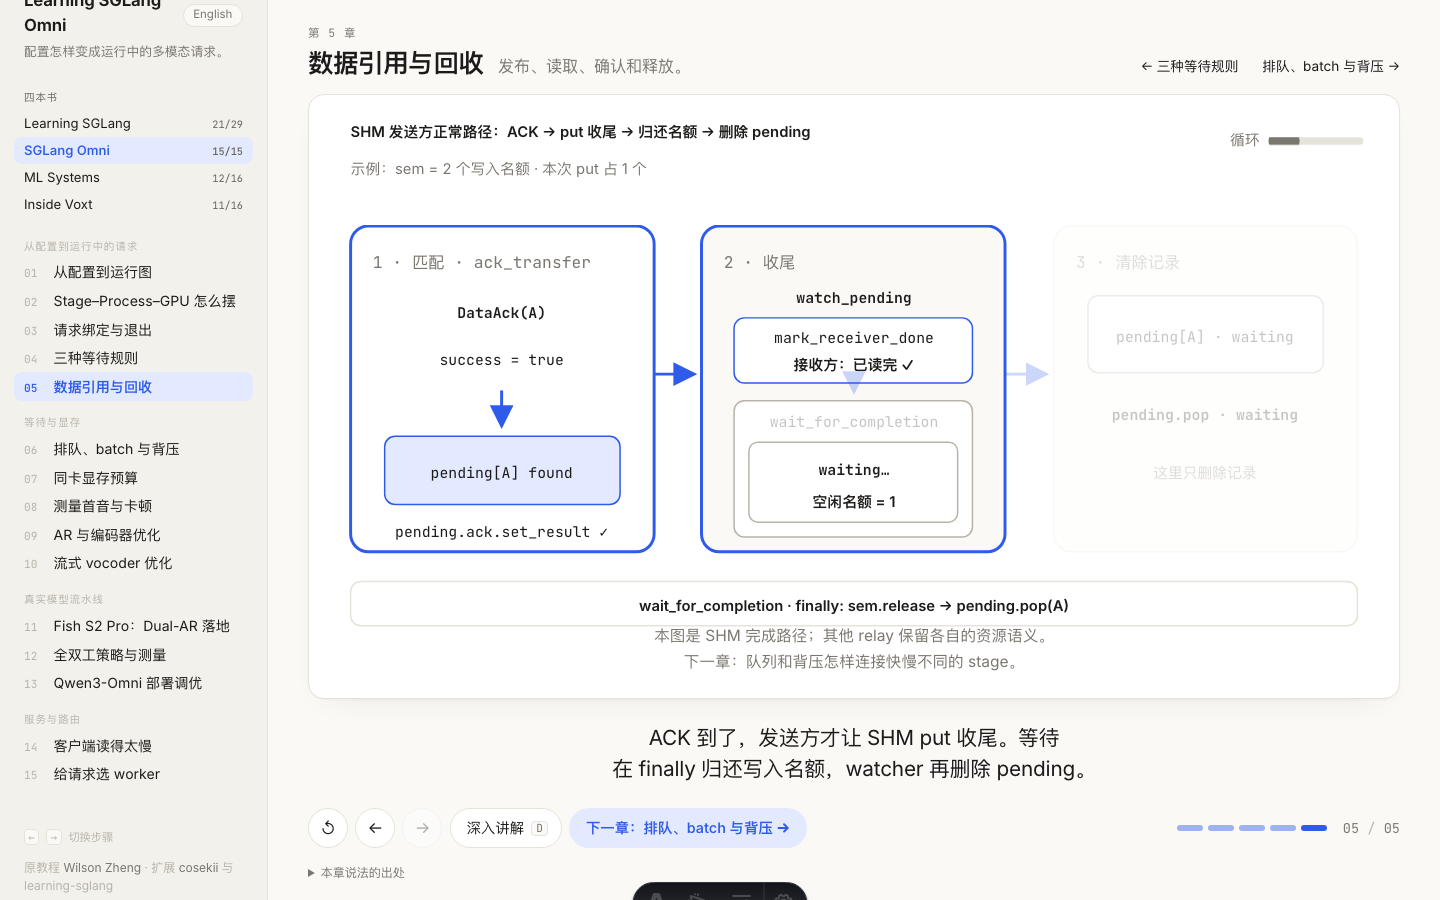 Learning SGLang
Omni
English
配置怎样变成运行中的多模态请求。
四本书
Learning SGLang 21/29
SGLang Omni 15/15
ML Systems 12/16
Inside Voxt 11/16
从配置到运行中的请求
01 从配置到运行图
02 Stage–Process–GPU 怎么摆
03 请求绑定与退出
04 三种等待规则
05 数据引用与回收
等待与显存
06 排队、batch 与背压
07 同卡显存预算
08 测量首音与卡顿
09 AR 与编码器优化
10 流式 vocoder 优化
真实模型流水线
11 Fish S2 Pro：Dual-AR 落地
12 全双工策略与测量
13 Qwen3-Omni 部署调优
服务与路由
14 客户端读得太慢
15 给请求选 worker
← → 切换步骤
原教程 Wilson Zheng · 扩展 cosekii 与
learning-sglang
第 5 章
数据引用与回收 发布、读取、确认和释放。
← 三种等待规则 排队、batch 与背压 →
SHM 发送方正常路径：ACK → put 收尾 → 归还名额 → 删除 pending
循环
示例：sem = 2 个写入名额 · 本次 put 占 1 个
1 · 匹配 · ack_transfer
DataAck(A)
success = true
pending[A] found
pending.ack.set_result ✓
2 · 收尾
watch_pending
mark_receiver_done
接收方：已读完 ✓
wait_for_completion
waiting…
空闲名额 = 1
3 · 清除记录
pending[A] · waiting
pending.pop · waiting
这里只删除记录
wait_for_completion · finally: sem.release → pending.pop(A)
本图是 SHM 完成路径；其他 relay 保留各自的资源语义。
下一章：队列和背压怎样连接快慢不同的 stage。
ACK 到了，发送方才让 SHM put 收尾。等待
在 finally 归还写入名额，watcher 再删除 pending。
深入讲解 D
下一章：排队、batch 与背压 →
05 / 05
本章说法的出处